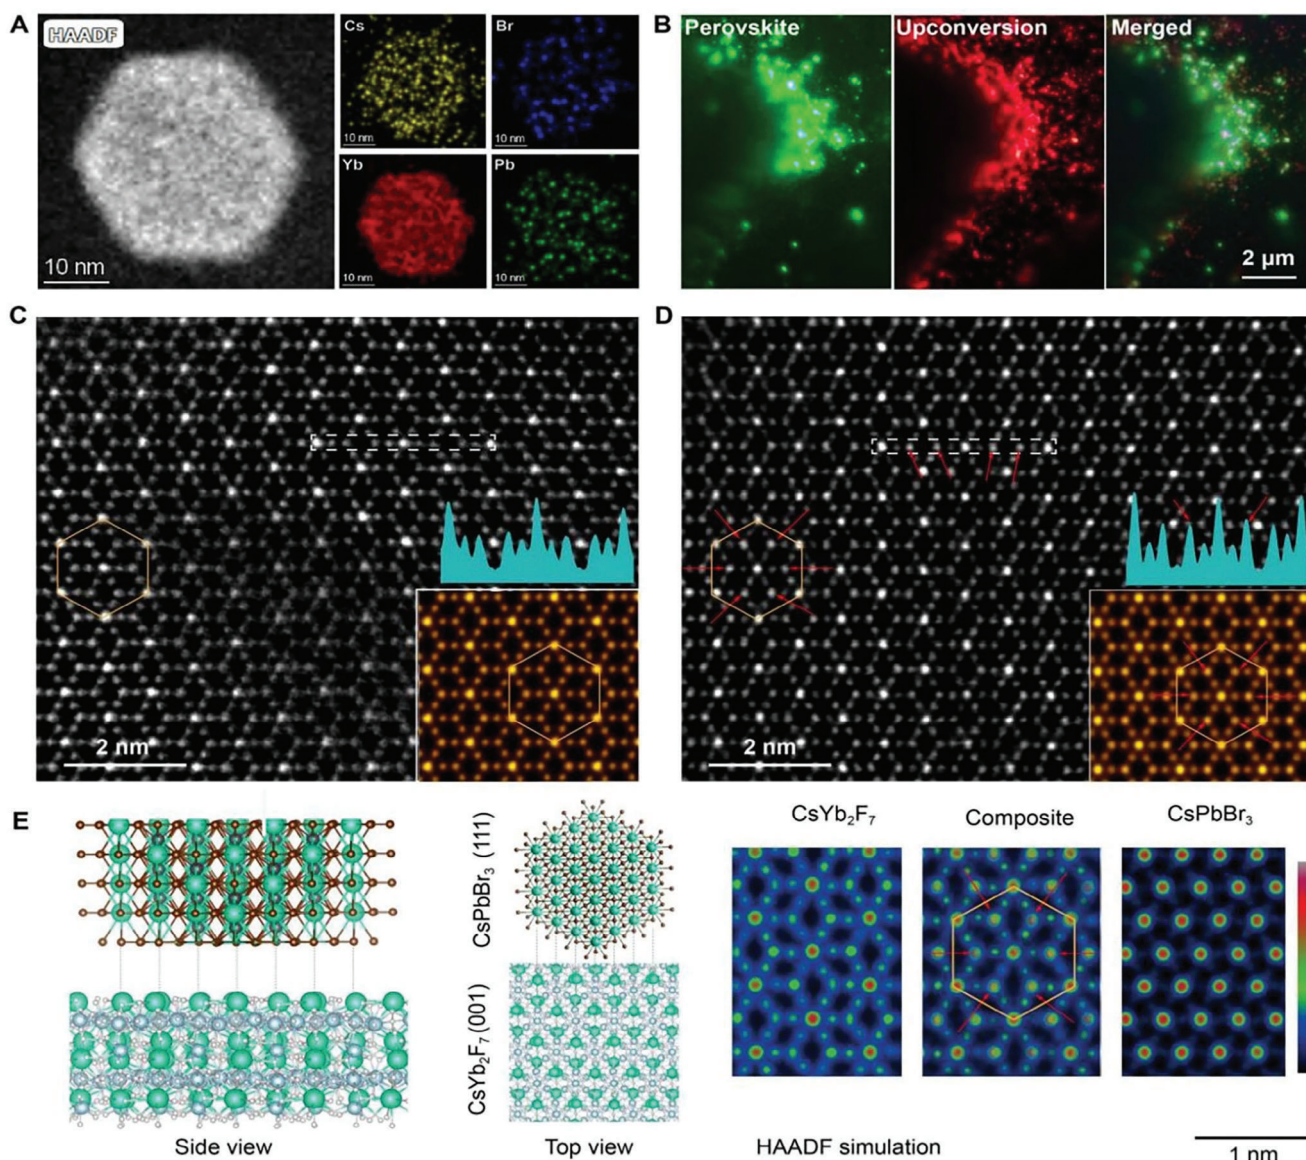 A
HAADF
10 nm
Cs
10 nm
Br
10 nm
Yb
10 nm
Pb
10 nm
B
Perovskite
Upconversion
Merged
2 µm
C
2 nm
D
2 nm
E
CsPbBr₃ (111)
CsYb₂F₇ (001)
Side view
Top view
CsYb₂F₇
Composite
CsPbBr₃
HAADF simulation
1 nm